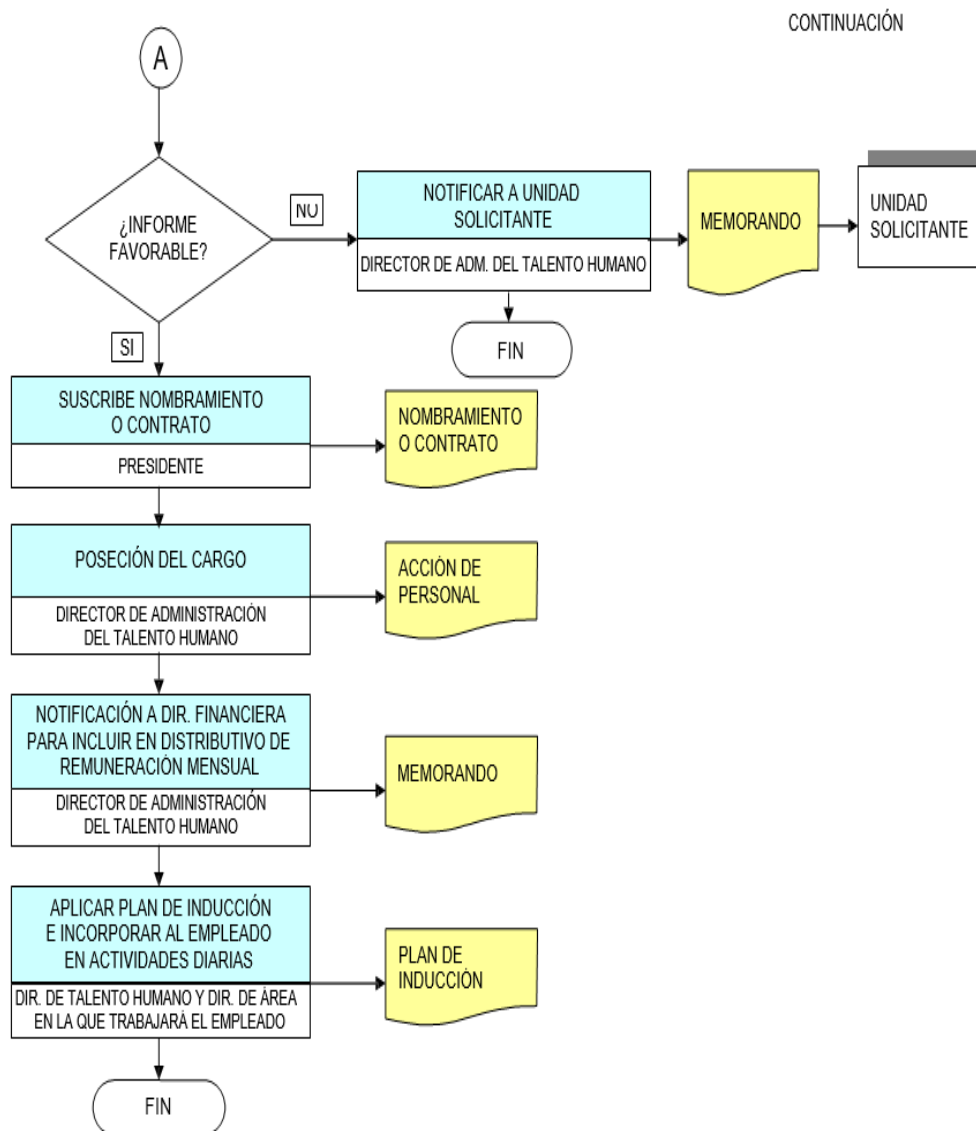 CONTINUACIÓN
A
¿INFORME
FAVORABLE?
NO
NOTIFICAR A UNIDAD
SOLICITANTE
DIRECTOR DE ADM. DEL TALENTO HUMANO
MEMORANDO
UNIDAD
SOLICITANTE
FIN
SI
SUSCRIBE NOMBRAMIENTO
O CONTRATO
PRESIDENTE
NOMBRAMIENTO
O CONTRATO
POSECIÓN DEL CARGO
DIRECTOR DE ADMINISTRACIÓN
DEL TALENTO HUMANO
ACCIÓN DE
PERSONAL
NOTIFICACIÓN A DIR. FINANCIERA
PARA INCLUIR EN DISTRIBUTIVO DE
REMUNERACIÓN MENSUAL
DIRECTOR DE ADMINISTRACIÓN
DEL TALENTO HUMANO
MEMORANDO
APLICAR PLAN DE INDUCCIÓN
E INCORPORAR AL EMPLEADO
EN ACTIVIDADES DIARIAS
DIR. DE TALENTO HUMANO Y DIR. DE ÁREA
EN LA QUE TRABAJARÁ EL EMPLEADO
PLAN DE
INDUCCIÓN
FIN